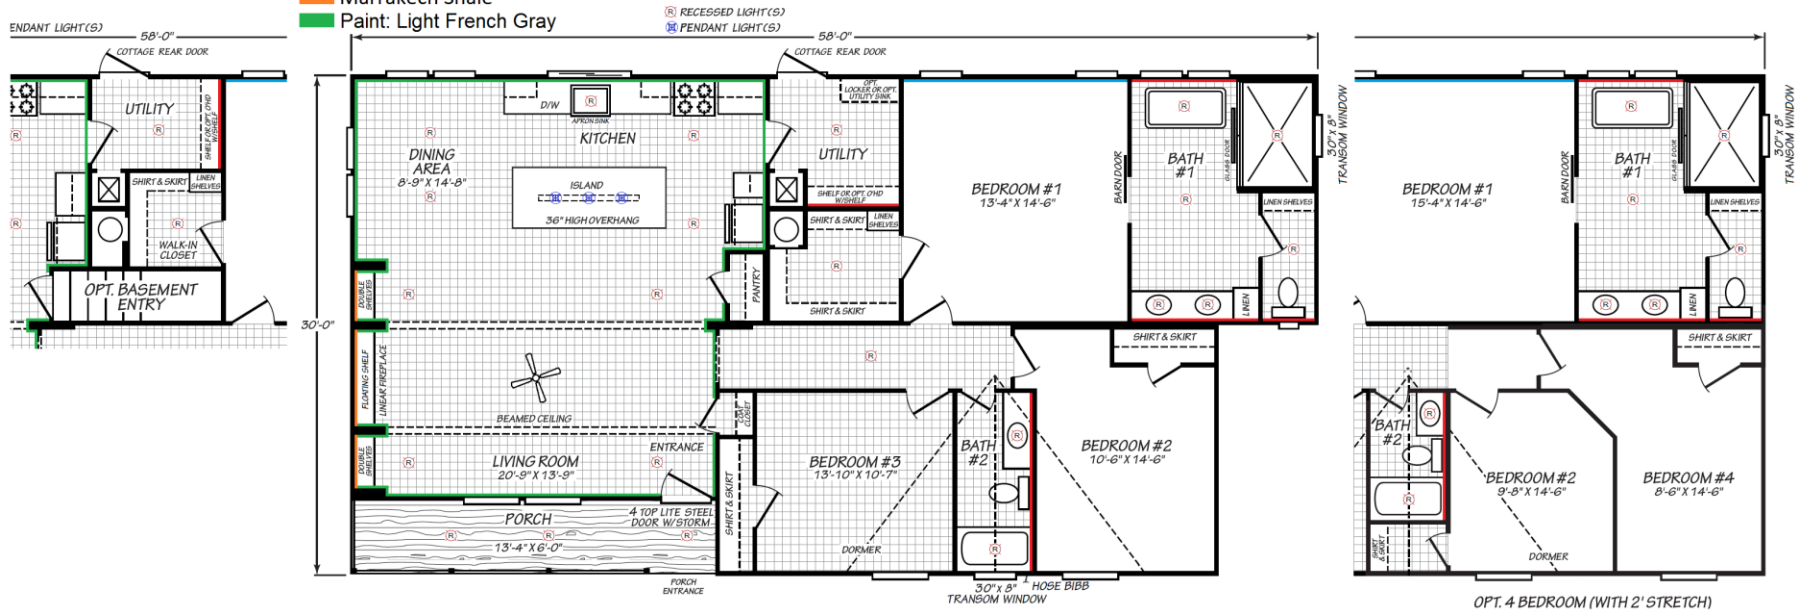 Marrakech Shale
Paint: Light French Gray
RECESSED LIGHT(S)
PENDANT LIGHT(S)
ENDANT LIGHT(S)
58'-0"
COTTAGE REAR DOOR
UTILITY
SHELF OR OPT. O'HD
W/SHELF
SHIRT & SKIRT
LINEN
SHELVES
WALK-IN
CLOSET
OPT. BASEMENT
ENTRY
58'-0"
COTTAGE REAR DOOR
30'-0"
D/W
APRON SINK
KITCHEN
DINING
AREA
8'-9" X 14'-8"
ISLAND
36" HIGH OVERHANG
OPT.
LOCKER OR OPT.
UTILITY SINK
UTILITY
SHELF OR OPT. O'HD
W/SHELF
SHIRT & SKIRT
LINEN
SHELVES
SHIRT & SKIRT
PANTRY
DOUBLE
SHELVES
FLOATING SHELF
LINEAR FIREPLACE
DOUBLE
SHELVES
BEAMED CEILING
ENTRANCE
LIVING ROOM
20'-9" X 13'-9"
4 TOP LITE STEEL
DOOR W/STORM
PORCH
13'-4" X 6'-0"
PORCH
ENTRANCE
COAT
CLOSET
SHIRT & SKIRT
BEDROOM #3
13'-10" X 10'-7"
DORMER
BATH
#2
30" x 8"
TRANSOM WINDOW
HOSE BIBB
BEDROOM #2
10'-6" X 14'-6"
SHIRT & SKIRT
BEDROOM #1
13'-4" X 14'-6"
BARN DOOR
BATH
#1
GLASS DOOR
LINEN SHELVES
LINEN
30" x 8"
TRANSOM WINDOW
BEDROOM #1
15'-4" X 14'-6"
BARN DOOR
BATH
#1
GLASS DOOR
LINEN SHELVES
LINEN
30" x 8"
TRANSOM WINDOW
SHIRT & SKIRT
BATH
#2
SHIRT
& SKIRT
BEDROOM #2
9'-8" X 14'-6"
DORMER
BEDROOM #4
8'-6" X 14'-6"
OPT. 4 BEDROOM (WITH 2' STRETCH)